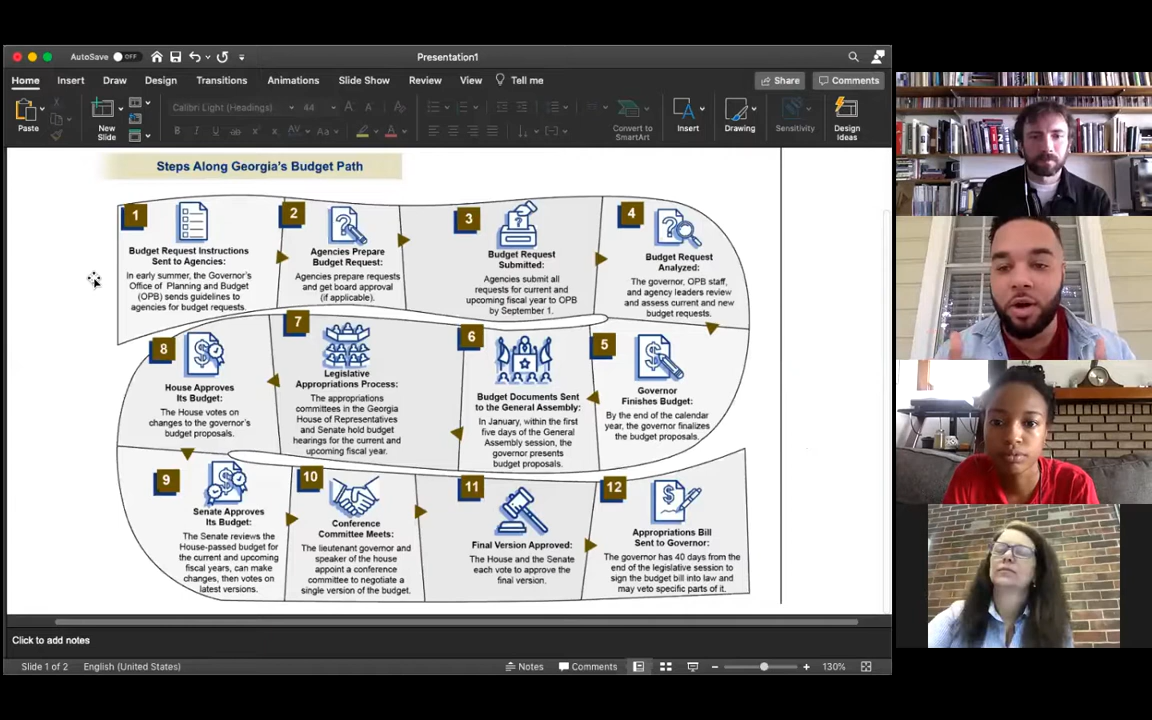 AutoSave OFF
Presentation1
Home Insert Draw Design Transitions Animations Slide Show Review View Tell me Share Comments
Paste
New
Slide
Calibri Light (Headings) 44
Convert to
SmartArt
Insert
Drawing
Sensitivity
Design
Ideas
Steps Along Georgia's Budget Path
1
Budget Request Instructions
Sent to Agencies:
In early summer, the Governor's
Office of Planning and Budget
(OPB) sends guidelines to
agencies for budget requests.
2
Agencies Prepare
Budget Request:
Agencies prepare requests
and get board approval
(if applicable).
3
Budget Request
Submitted:
Agencies submit all
requests for current and
upcoming fiscal year to OPB
by September 1.
4
Budget Request
Analyzed:
The governor, OPB staff,
and agency leaders review
and assess current and new
budget requests.
5
Governor
Finishes Budget:
By the end of the calendar
year, the governor finalizes
the budget proposals.
6
Budget Documents Sent
to the General Assembly:
In January, within the first
five days of the General
Assembly session, the
governor presents
budget proposals.
7
Legislative
Appropriations Process:
The appropriations
committees in the Georgia
House of Representatives
and Senate hold budget
hearings for the current and
upcoming fiscal year.
8
House Approves
Its Budget:
The House votes on
changes to the governor's
budget proposals.
9
Senate Approves
Its Budget:
The Senate reviews the
House-passed budget for
the current and upcoming
fiscal years, can make
changes, then votes on
latest versions.
10
Conference
Committee Meets:
The lieutenant governor and
speaker of the house
appoint a conference
committee to negotiate a
single version of the budget.
11
Final Version Approved:
The House and the Senate
each vote to approve the
final version.
12
Appropriations Bill
Sent to Governor:
The governor has 40 days from the
end of the legislative session to
sign the budget bill into law and
may veto specific parts of it.
Click to add notes
Slide 1 of 2 English (United States) Notes Comments 130%